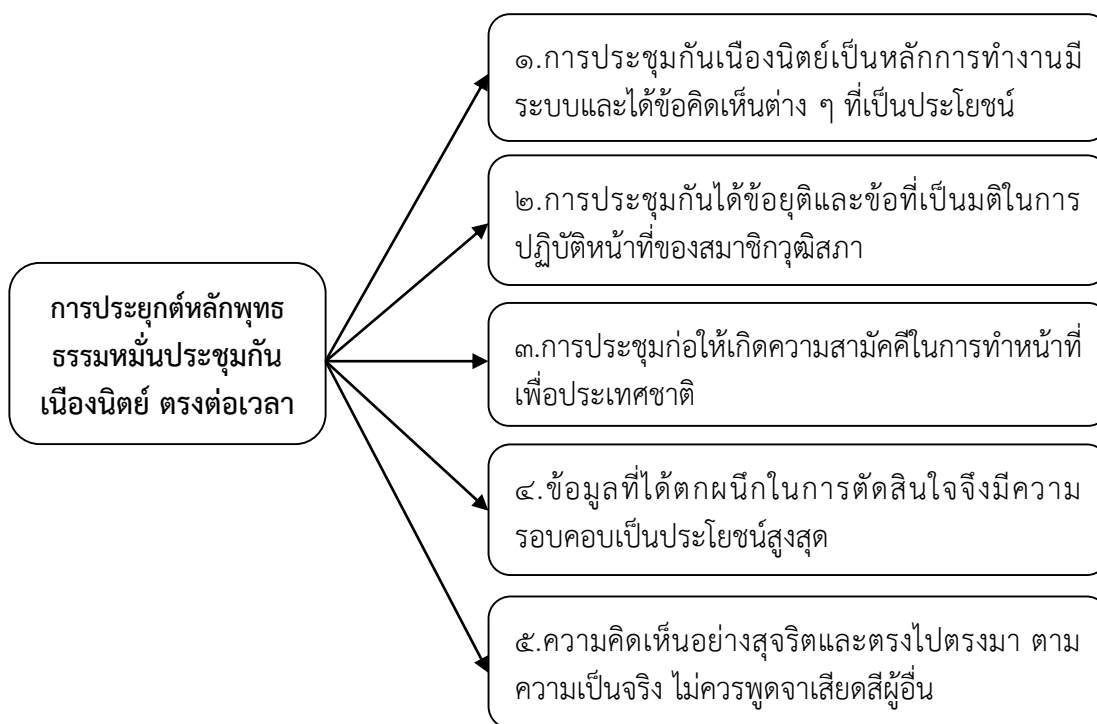 การประยุกต์หลักพุทธ
ธรรมหมั่นประชุมกัน
เนืองนิตย์ ตรงต่อเวลา
๑.การประชุมกันเนืองนิตย์เป็นหลักการทำงานมี
ระบบและได้ข้อคิดเห็นต่าง ๆ ที่เป็นประโยชน์
๒.การประชุมกันได้ข้อยุติและข้อที่เป็นมติในการ
ปฏิบัติหน้าที่ของสมาชิกวุฒิสภา
๓.การประชุมก่อให้เกิดความสามัคคีในการทำหน้าที่
เพื่อประเทศชาติ
๔.ข้อมูลที่ได้ตกผนึกในการตัดสินใจจึงมีความ
รอบคอบเป็นประโยชน์สูงสุด
๕.ความคิดเห็นอย่างสุจริตและตรงไปตรงมา ตาม
ความเป็นจริง ไม่ควรพูดจาเสียดสีผู้อื่น